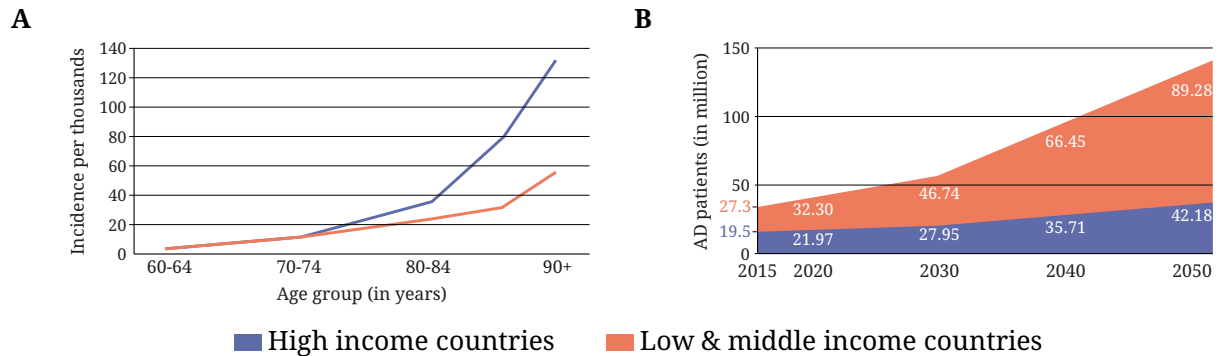 A
B
Incidence per thousands
140
120
100
80
60
40
20
0
60-64 70-74 80-84 90+
Age group (in years)
AD patients (in million)
150
100
50
0
27.3
19.5
32.30
46.74
66.45
89.28
21.97
27.95
35.71
42.18
2015 2020 2030 2040 2050
High income countries
Low & middle income countries